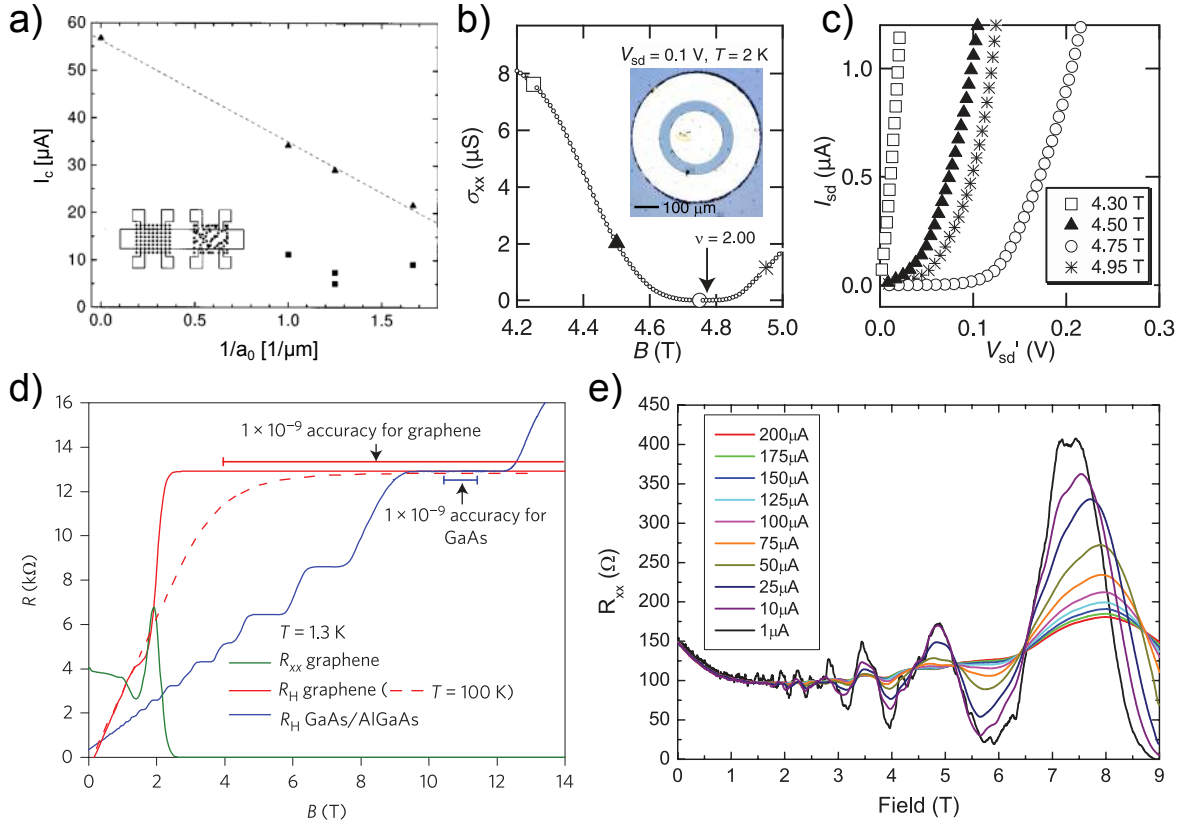 a)
I_c [µA]
60
50
40
30
20
10
0
0.0
0.5
1.0
1.5
1/a_0 [1/µm]
b)
V_sd = 0.1 V, T = 2 K
σ_xx (µS)
8
6
4
2
0
100 µm
ν = 2.00
4.2
4.4
4.6
4.8
5.0
B (T)
c)
I_sd (µA)
1.0
0.5
0.0
4.30 T
4.50 T
4.75 T
4.95 T
0.0
0.1
0.2
0.3
V_sd' (V)
d)
R (kΩ)
16
14
12
10
8
6
4
2
0
1 × 10⁻⁹ accuracy for graphene
1 × 10⁻⁹ accuracy for
GaAs
T = 1.3 K
R_xx graphene
R_H graphene ( T = 100 K)
R_H GaAs/AlGaAs
0
2
4
6
8
10
12
14
B (T)
e)
R_xx (Ω)
450
400
350
300
250
200
150
100
50
0
200µA
175µA
150µA
125µA
100µA
75µA
50µA
25µA
10µA
1µA
0
1
2
3
4
5
6
7
8
9
Field (T)